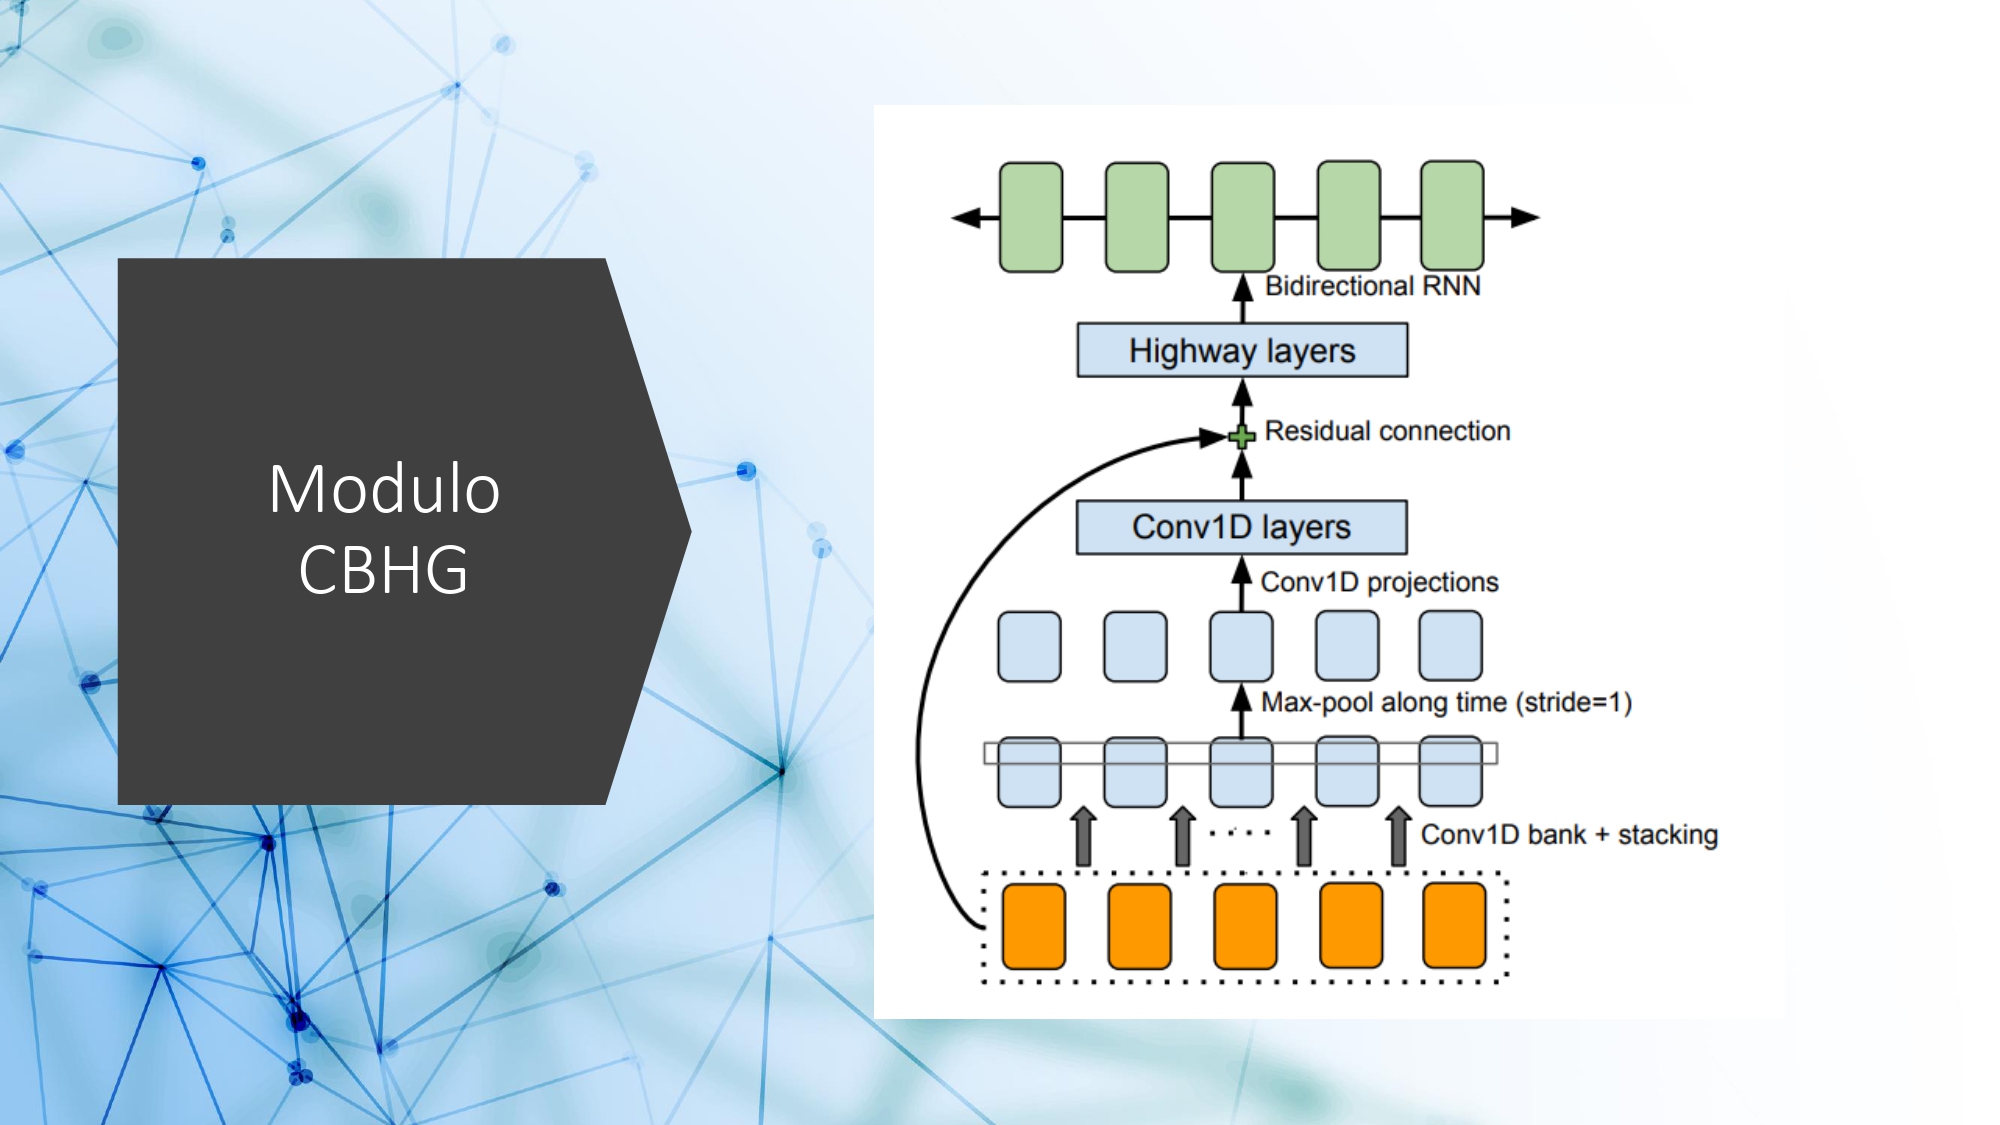 Modulo
CBHG
Bidirectional RNN
Highway layers
Residual connection
Conv1D layers
Conv1D projections
Max-pool along time (stride=1)
Conv1D bank + stacking